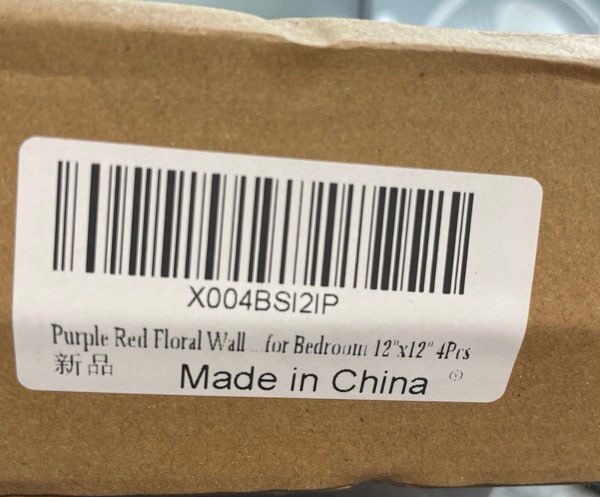 X004BSI2IP
Purple Red Floral Wall ... for Bedroom 12"x12" 4Pcs
新品
Made in China